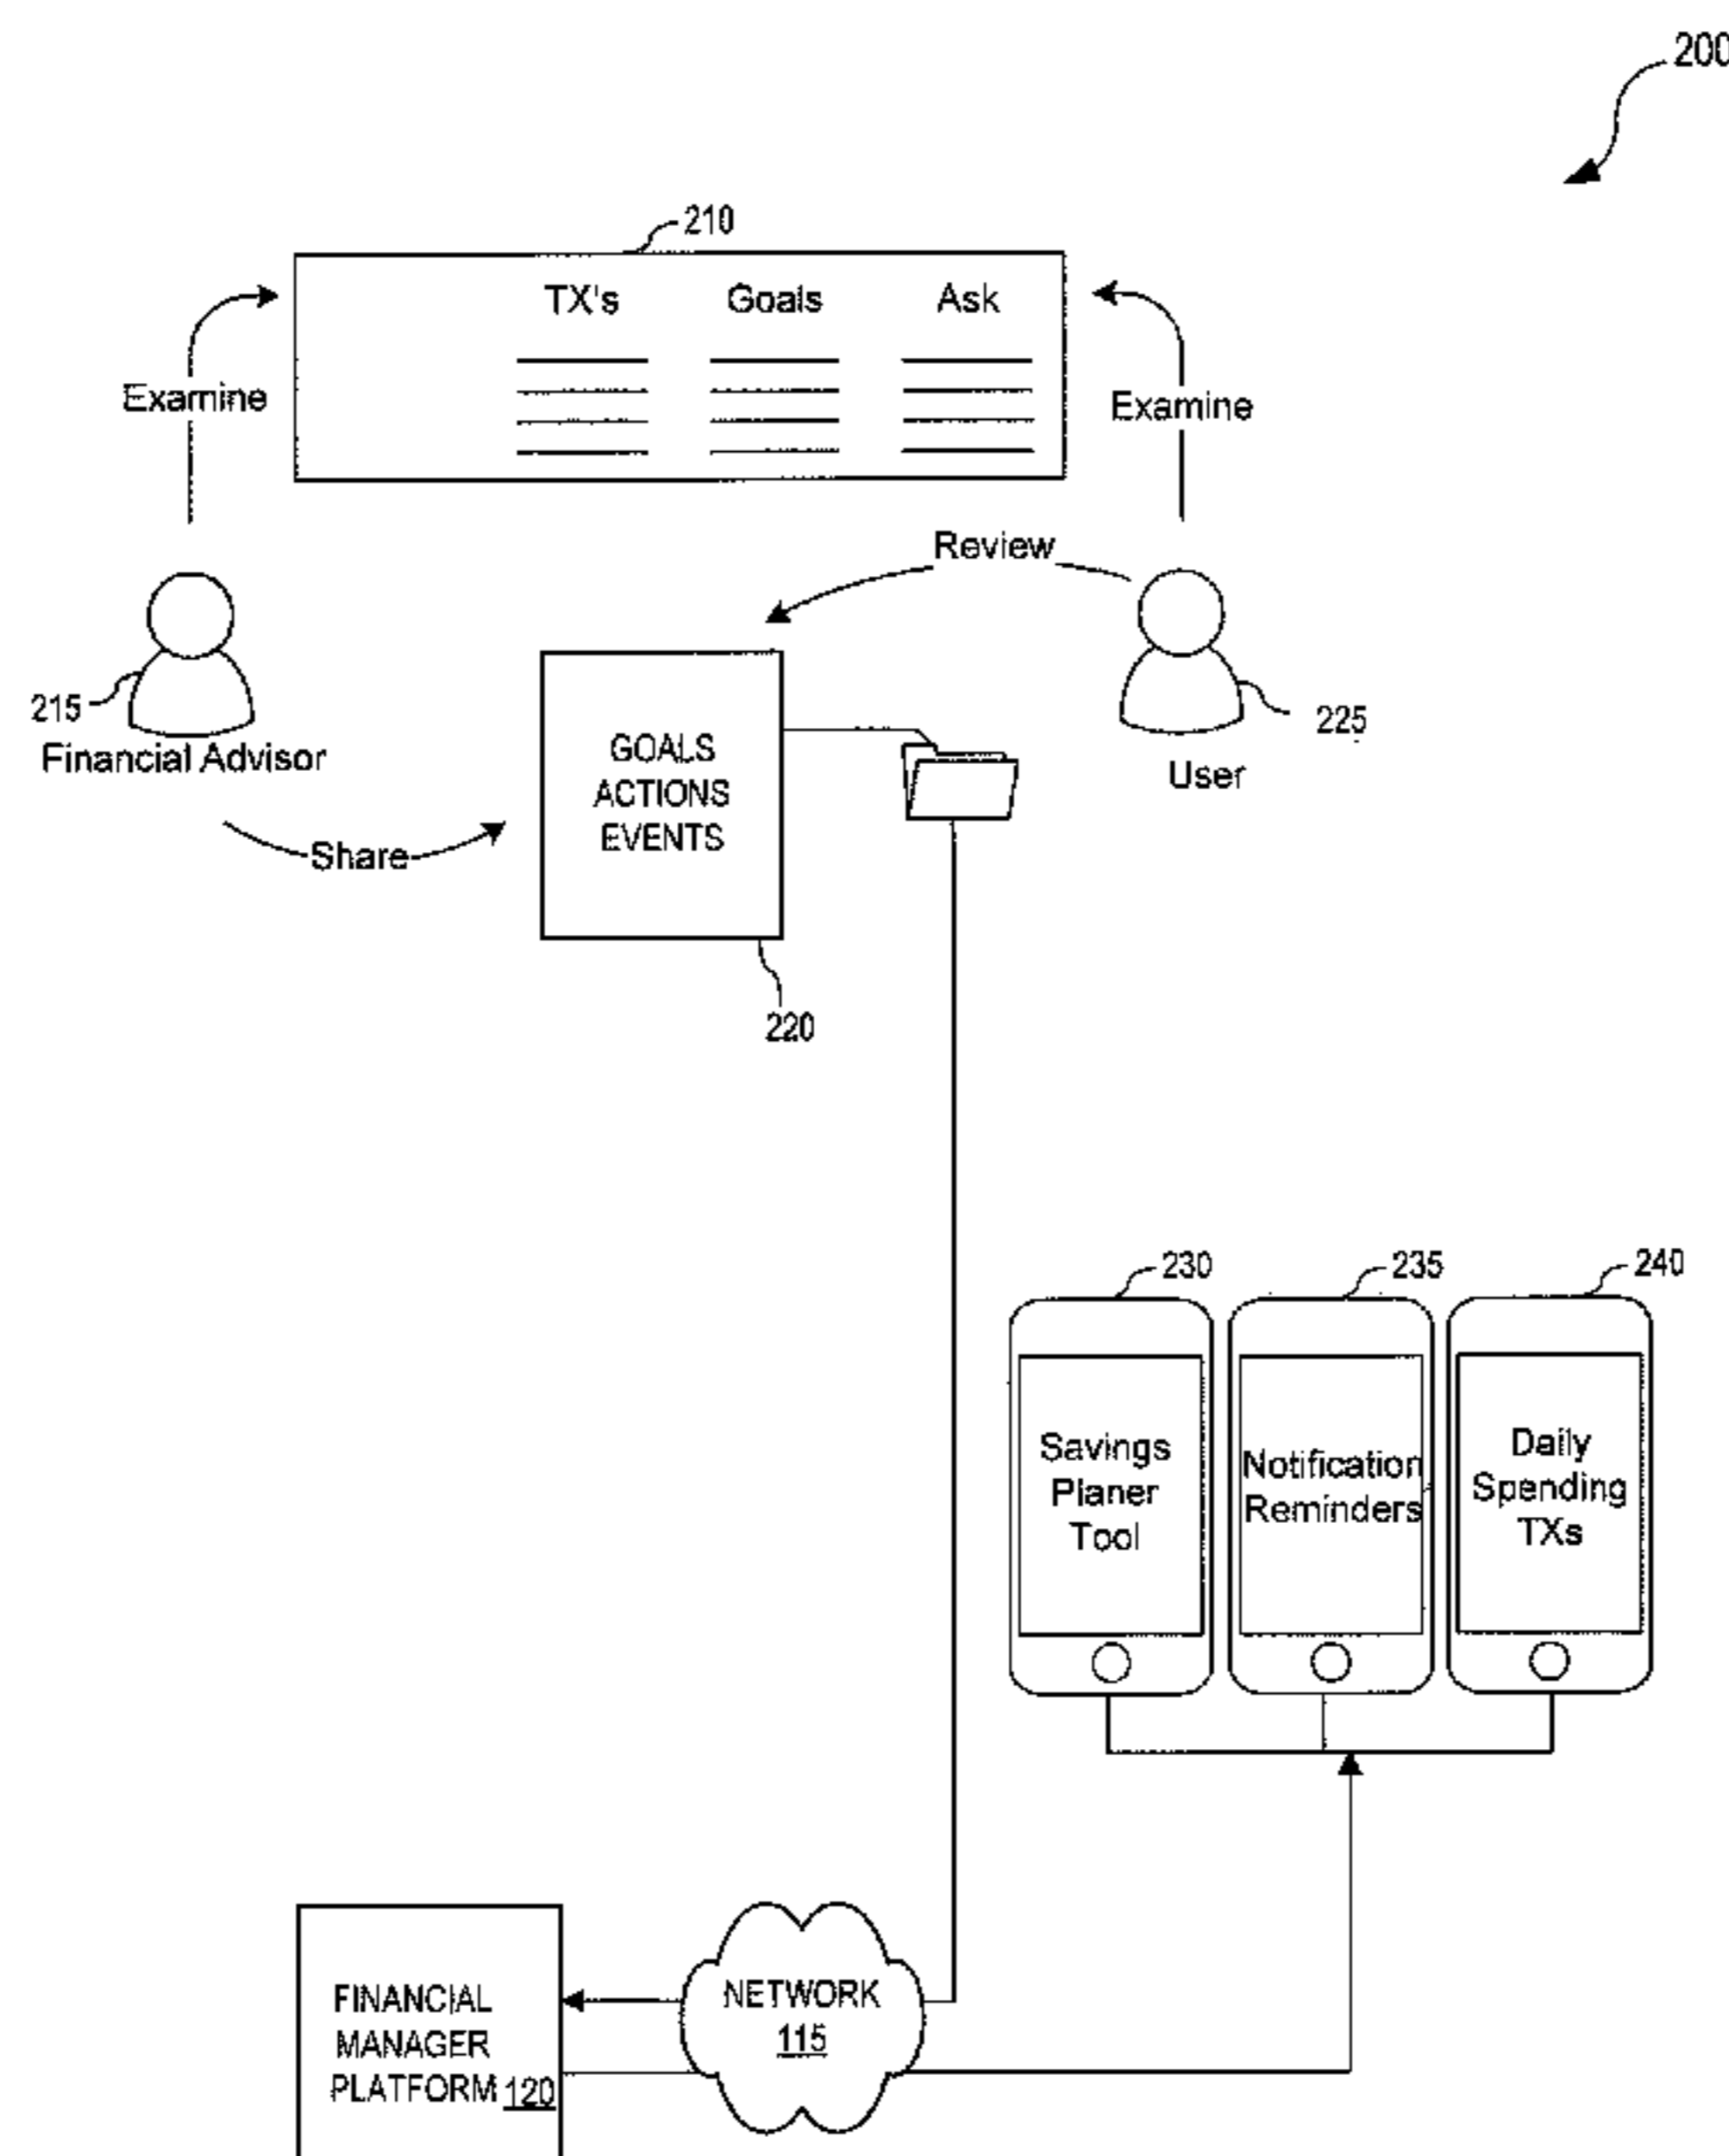 200
210
TX's Goals Ask
Examine
Examine
Review
215
Financial Advisor
225
User
GOALS
ACTIONS
EVENTS
Share
220
230
235
240
Savings
Planer
Tool
Notification
Reminders
Daily
Spending
TXs
FINANCIAL
MANAGER
PLATFORM 120
NETWORK
115